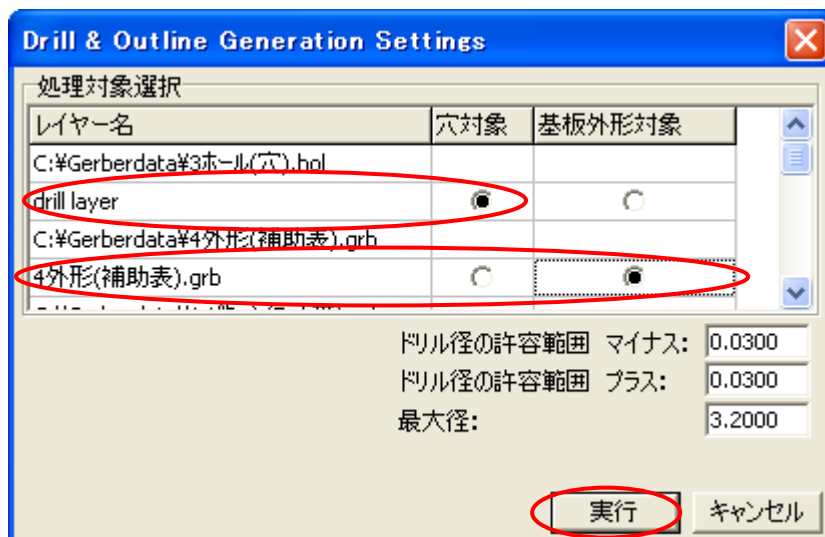 Drill & Outline Generation Settings
処理対象選択
レイヤー名 穴対象 基板外形対象
C:¥Gerberdata¥3ホール(穴).hol
drill layer
C:¥Gerberdata¥4外形(補助表).grb
4外形(補助表).grb
ドリル径の許容範囲 マイナス: 0.0300
ドリル径の許容範囲 プラス: 0.0300
最大径: 3.2000
実行 キャンセル